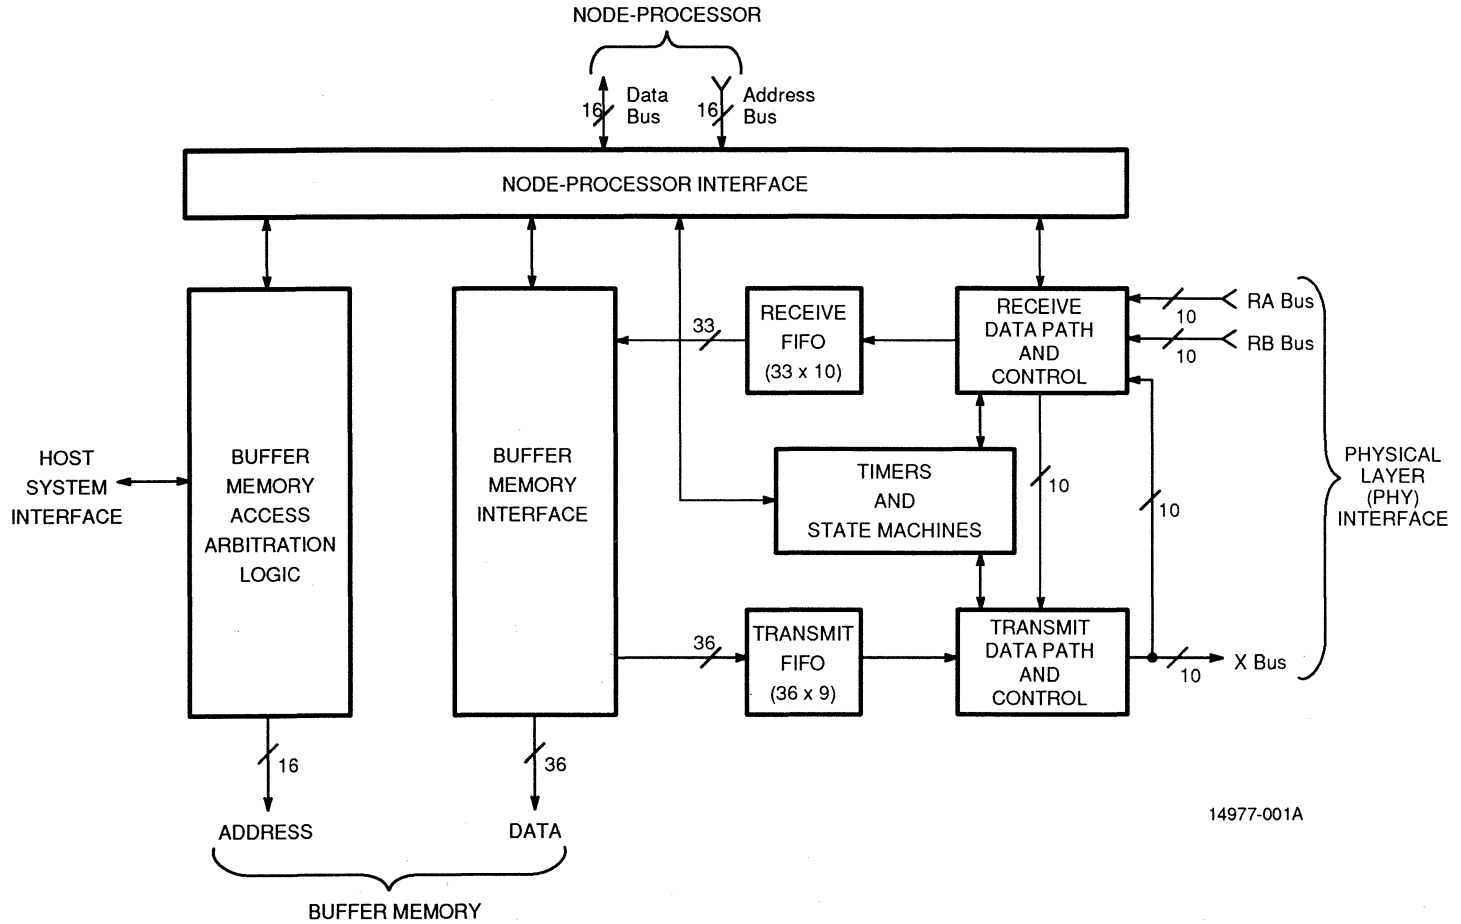 NODE-PROCESSOR
16
Data
Bus
16
Address
Bus
NODE-PROCESSOR INTERFACE
HOST
SYSTEM
INTERFACE
BUFFER
MEMORY
ACCESS
ARBITRATION
LOGIC
BUFFER
MEMORY
INTERFACE
33
RECEIVE
FIFO
(33 x 10)
RECEIVE
DATA PATH
AND
CONTROL
10
RA Bus
10
RB Bus
TIMERS
AND
STATE MACHINES
10
10
PHYSICAL
LAYER
(PHY)
INTERFACE
36
TRANSMIT
FIFO
(36 x 9)
TRANSMIT
DATA PATH
AND
CONTROL
10
X Bus
16
36
ADDRESS
DATA
BUFFER MEMORY
14977-001A